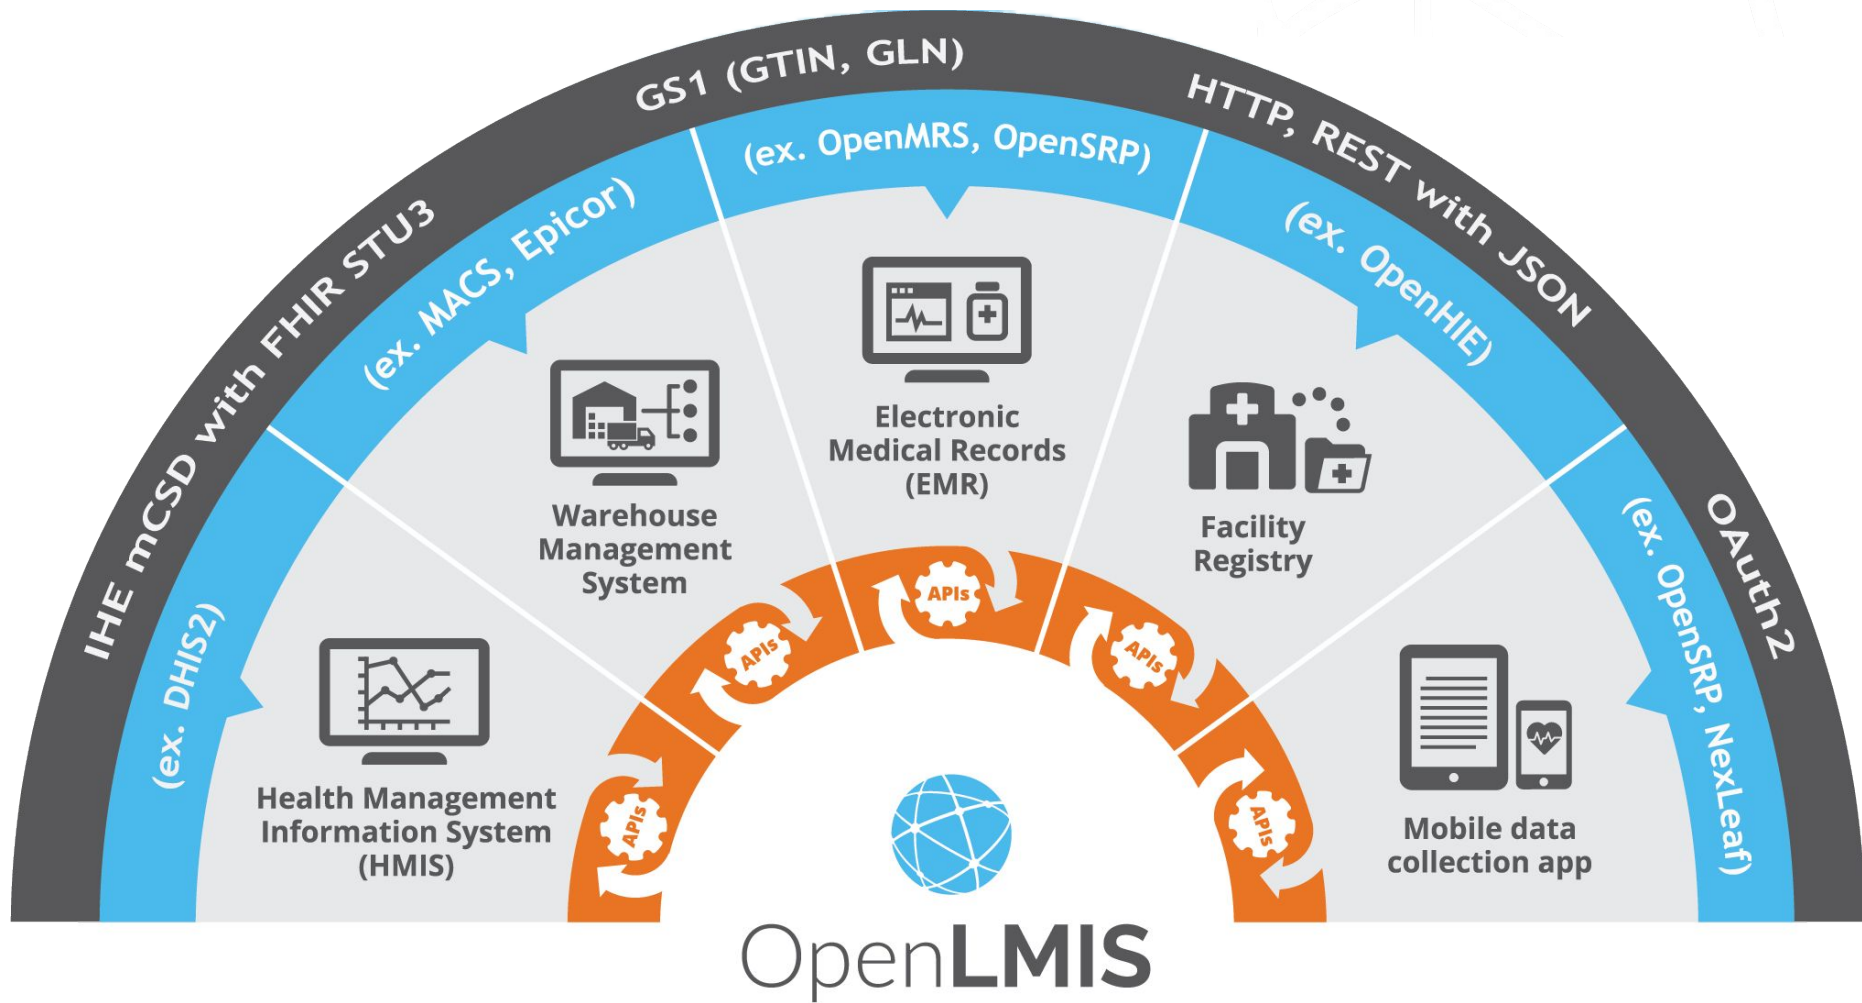 IHE mCSD with FHIR STU3
GS1 (GTIN, GLN)
HTTP, REST with JSON
OAuth2
(ex. DHIS2)
(ex. MACS, Epicor)
(ex. OpenMRS, OpenSRP)
(ex. OpenHIE)
(ex. OpenSRP, NexLeaf)
Health Management
Information System
(HMIS)
Warehouse
Management
System
Electronic
Medical Records
(EMR)
Facility
Registry
Mobile data
collection app
APIs
APIs
APIs
APIs
APIs
OpenLMIS